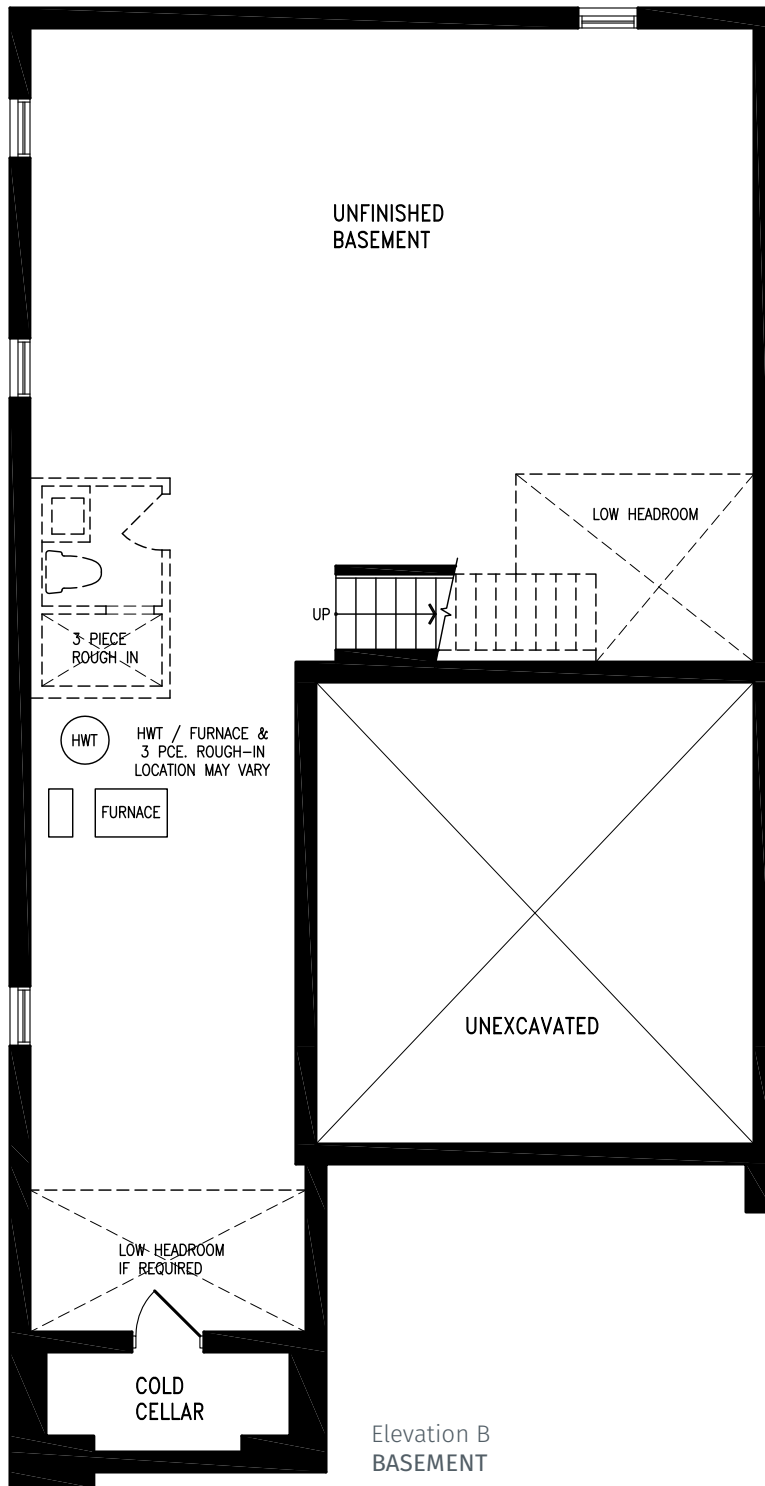 UNFINISHED
BASEMENT
LOW HEADROOM
UP
3 PIECE
ROUGH IN
HWT
HWT / FURNACE &
3 PCE. ROUGH-IN
LOCATION MAY VARY
FURNACE
UNEXCAVATED
LOW HEADROOM
IF REQUIRED
COLD
CELLAR
Elevation B
BASEMENT